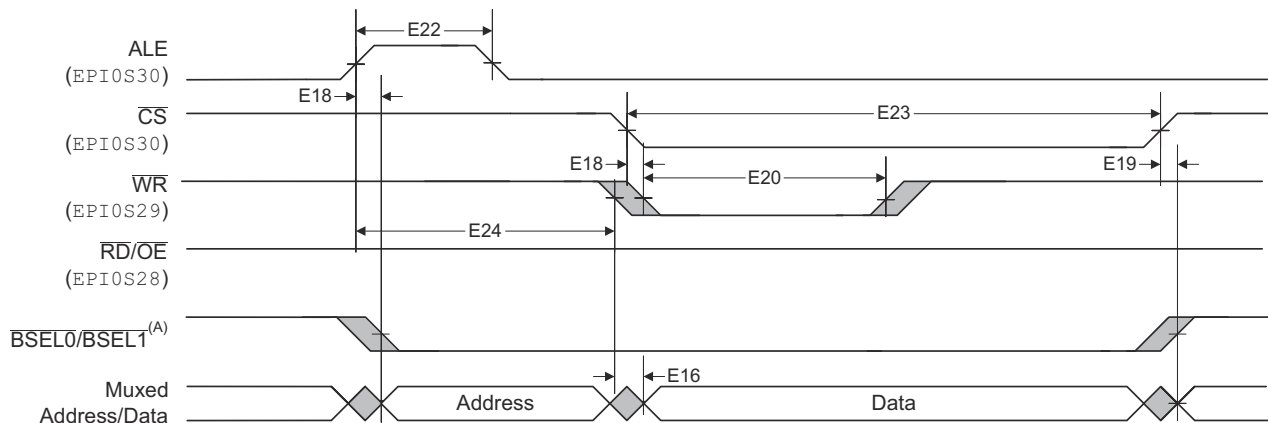 E22
ALE
(EPI0S30)
E18
CS
(EPI0S30)
E23
E18
E20
E19
WR
(EPI0S29)
E24
RD/OE
(EPI0S28)
BSEL0/BSEL1(A)
E16
Muxed
Address/Data
Address
Data